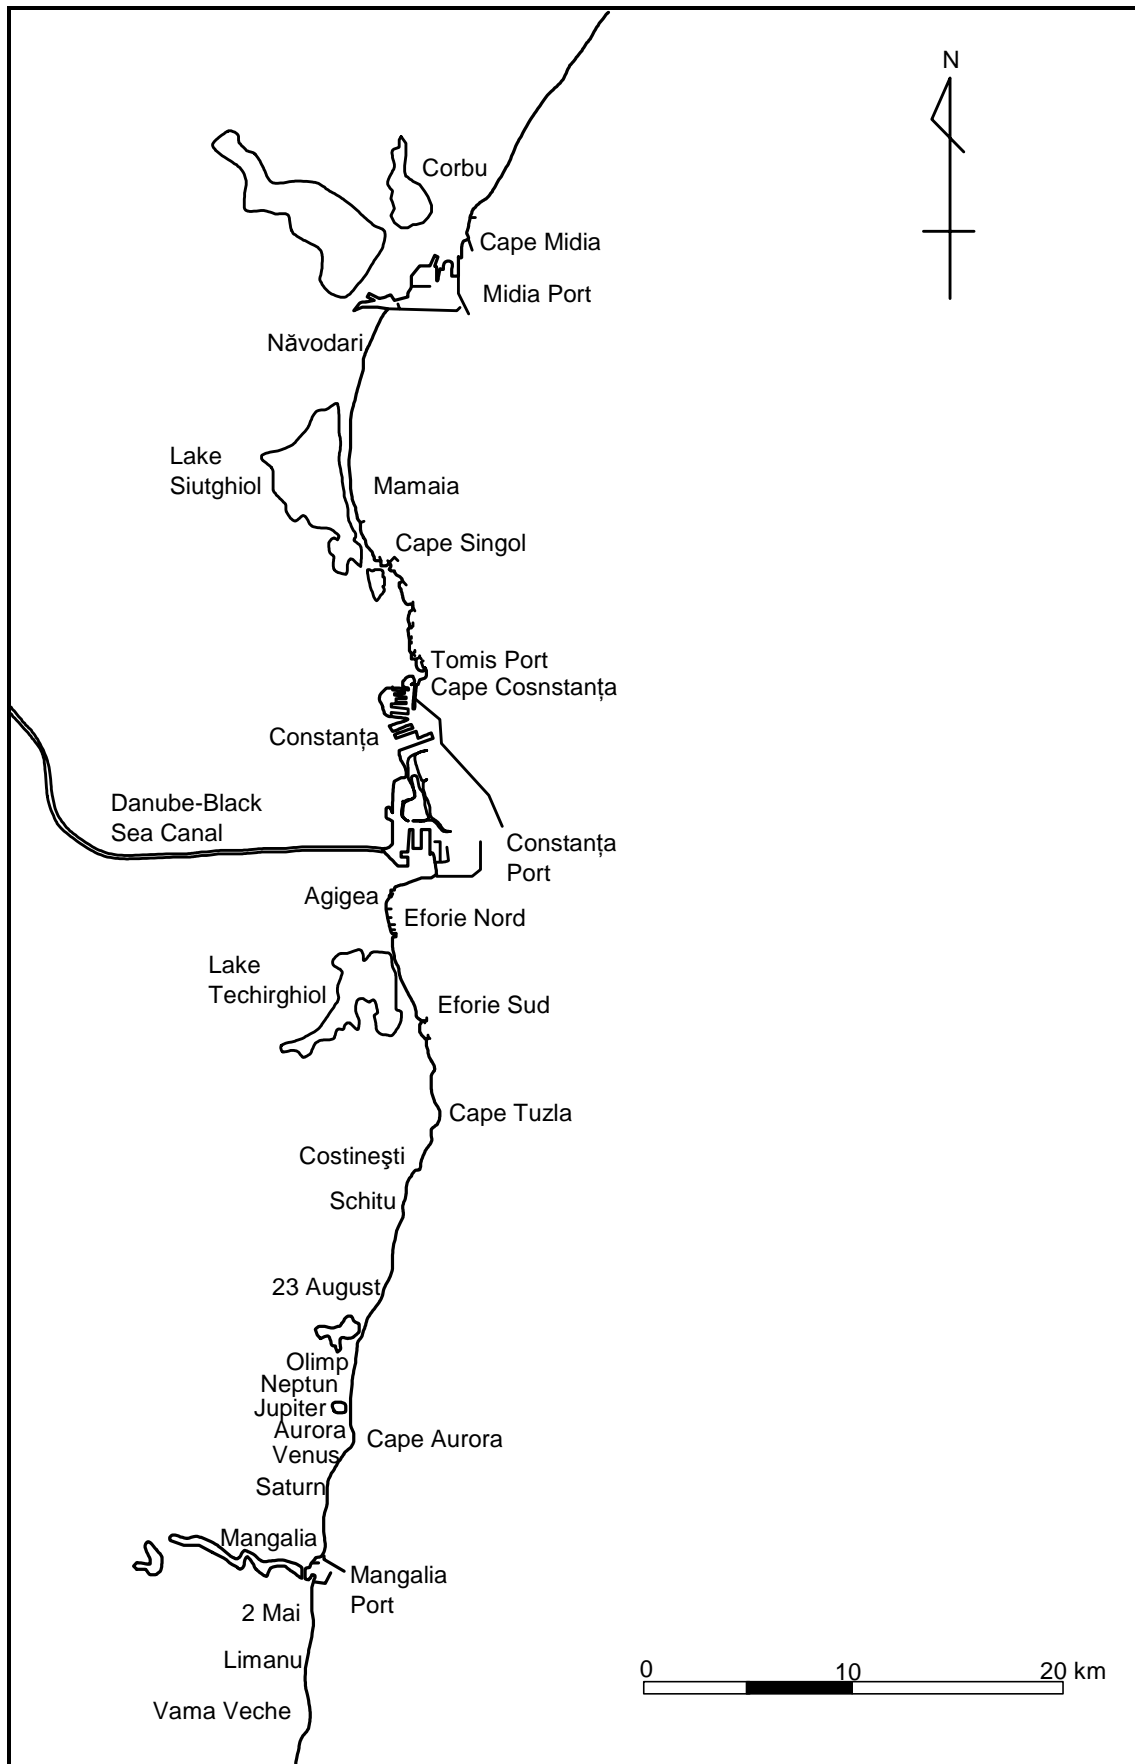 N
Corbu
Cape Midia
Midia Port
Năvodari
Lake
Siutghiol
Mamaia
Cape Singol
Tomis Port
Cape Cosnstanța
Constanța
Danube-Black
Sea Canal
Constanța
Port
Agigea
Eforie Nord
Lake
Techirghiol
Eforie Sud
Cape Tuzla
Costineşti
Schitu
23 August
Olimp
Neptun
Jupiter
Aurora
Cape Aurora
Venus
Saturn
Mangalia
Mangalia
Port
2 Mai
Limanu
0 10 20 km
Vama Veche